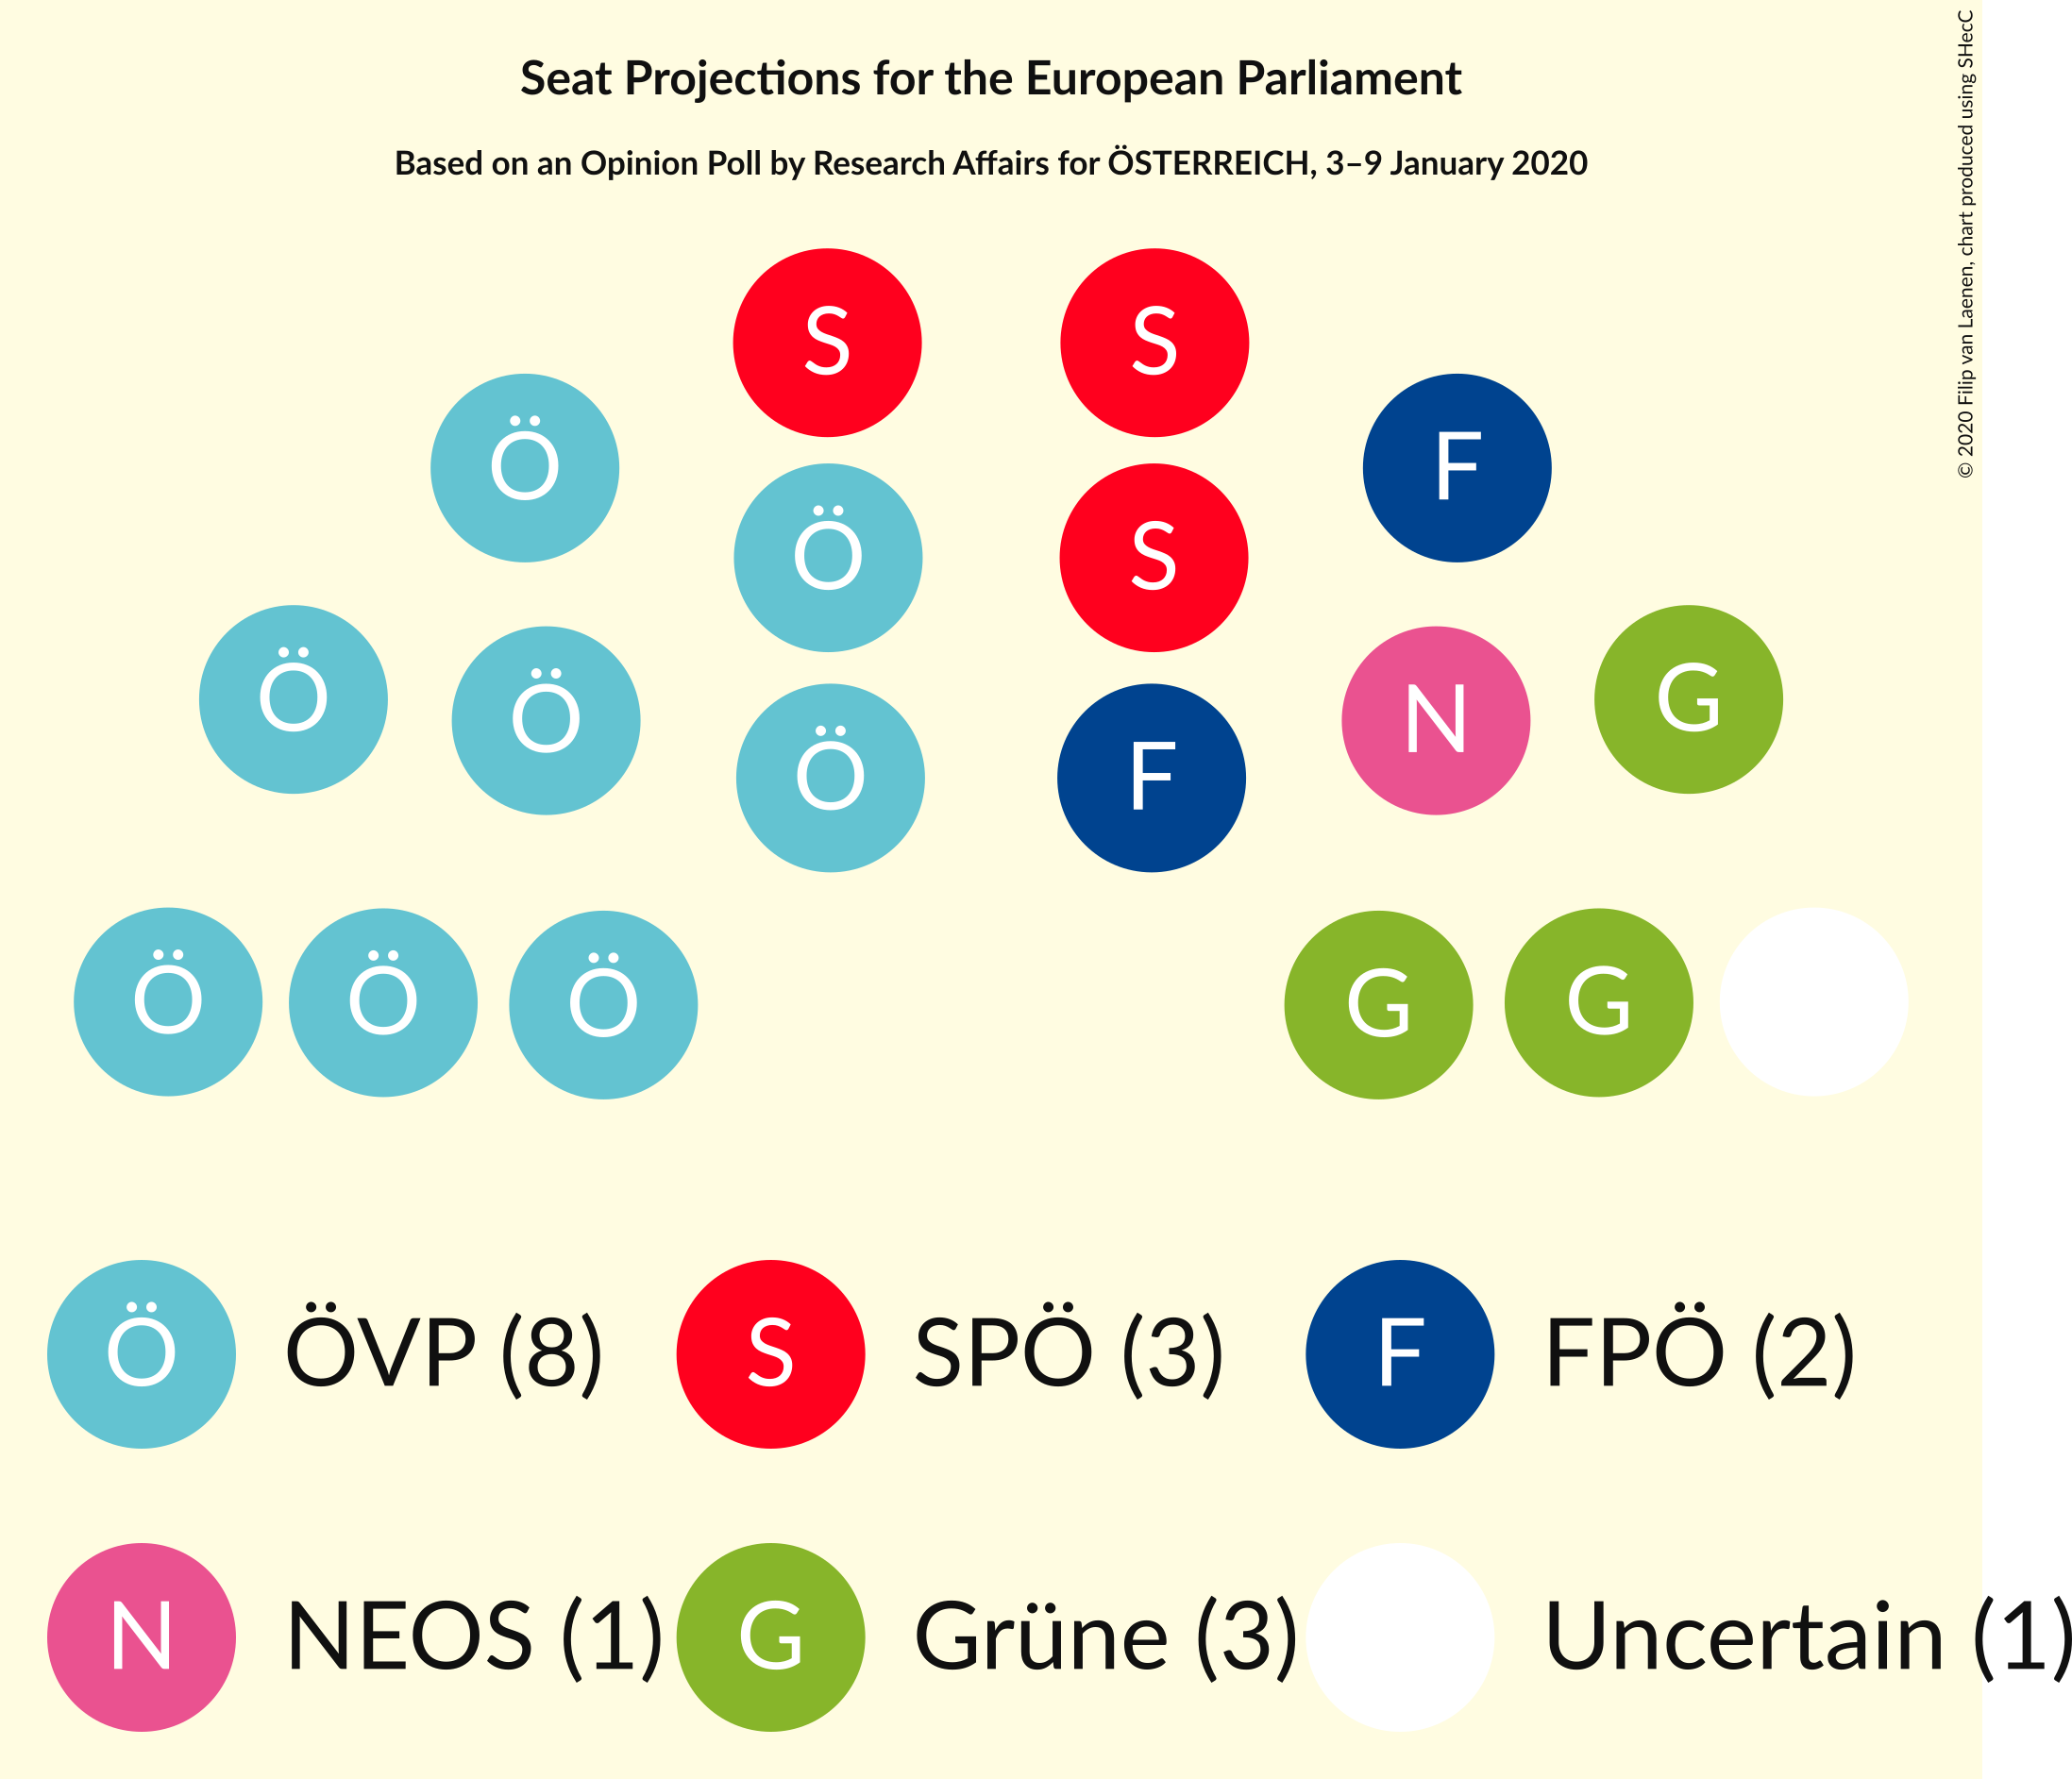 Seat Projections for the European Parliament
Based on an Opinion Poll by Research Affairs for ÖSTERREICH, 3–9 January 2020
© 2020 Filip van Laenen, chart produced using SHecC
S S
Ö F
Ö S
Ö G
Ö N
Ö F
Ö Ö Ö G G
Ö ÖVP (8) S SPÖ (3) F FPÖ (2)
N NEOS (1) G Grüne (3) Uncertain (1)